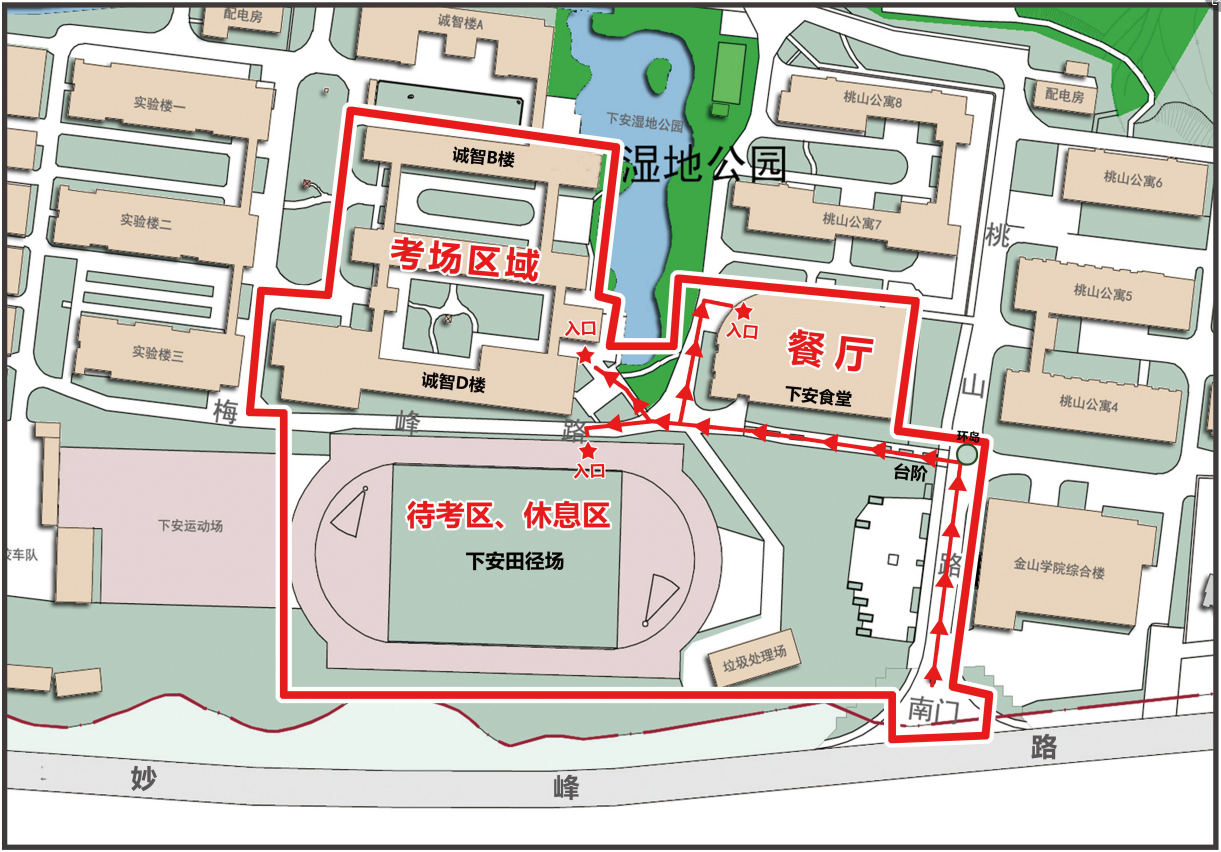 配电房
诚智楼A
实验楼一
下安湿地公园
桃山公寓8
配电房
诚智B楼
湿地公园
桃山公寓6
实验楼二
桃山公寓7
桃
考场区域
桃山公寓5
入口
入口
餐厅
实验楼三
诚智D楼
下安食堂
山
桃山公寓4
梅
峰
路
环岛
入口
台阶
待考区、休息区
下安运动场
车队
下安田径场
路
金山学院综合楼
垃圾处理场
南门
妙
峰
路